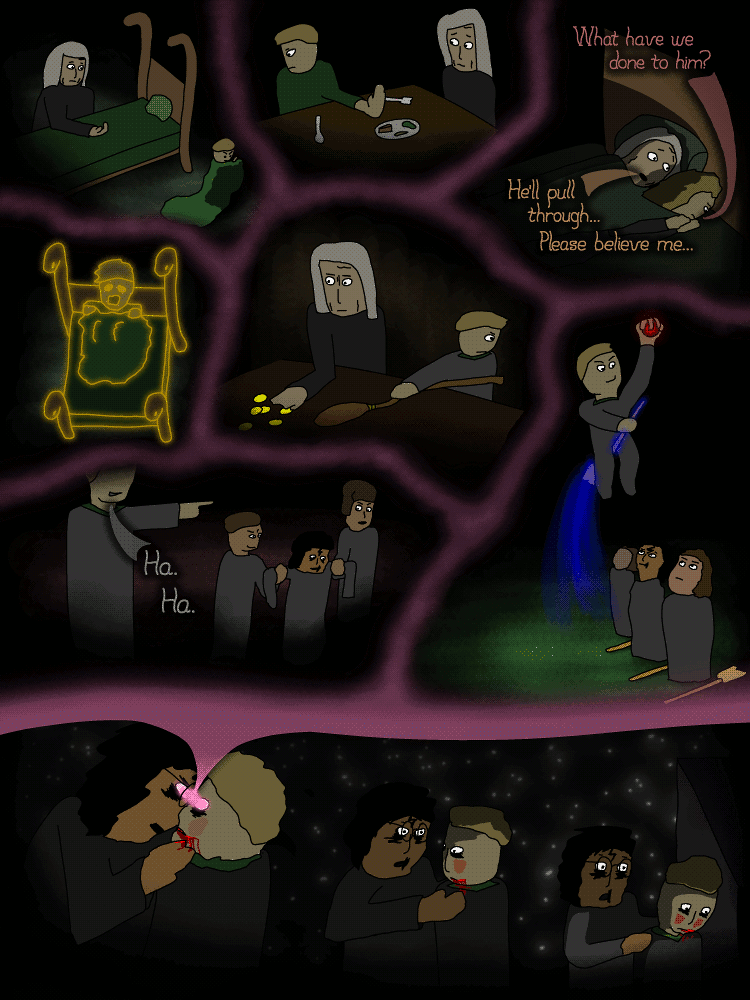 What have we
done to him?
He'll pull
through...
Please believe me...
Ha.
Ha.